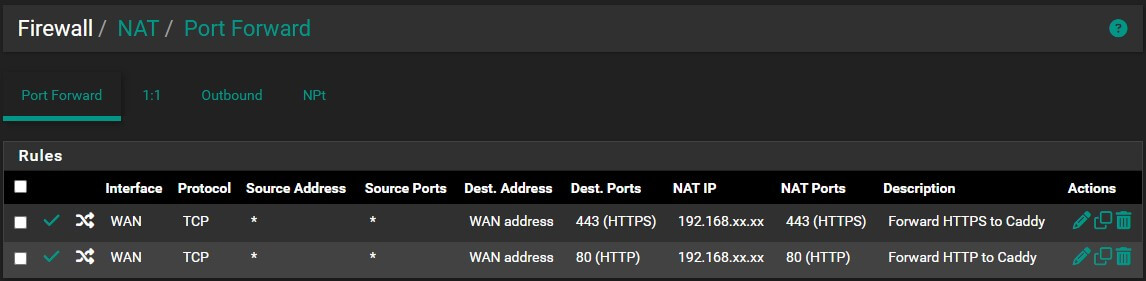 Firewall / NAT / Port Forward ?
Port Forward 1:1 Outbound NPt
Rules
Interface Protocol Source Address Source Ports Dest. Address Dest. Ports NAT IP NAT Ports Description Actions
WAN TCP * * WAN address 443 (HTTPS) 192.168.xx.xx 443 (HTTPS) Forward HTTPS to Caddy
WAN TCP * * WAN address 80 (HTTP) 192.168.xx.xx 80 (HTTP) Forward HTTP to Caddy